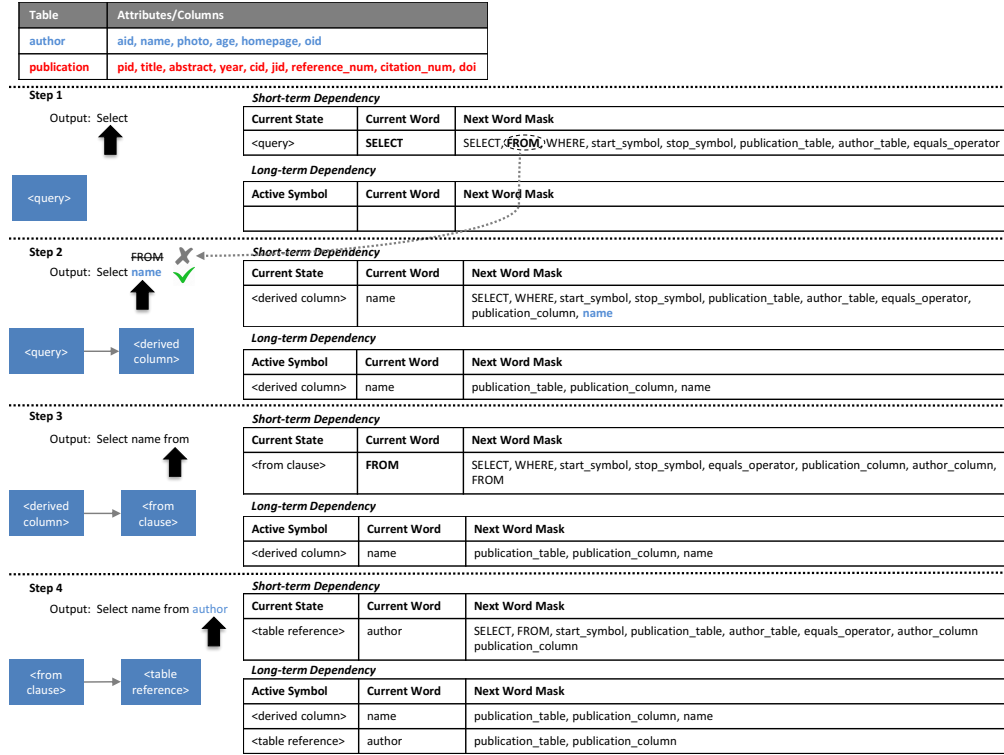 Table Attributes/Columns
author aid, name, photo, age, homepage, oid
publication pid, title, abstract, year, cid, jid, reference_num, citation_num, doi
Step 1
Output: Select
<query>
Short-term Dependency
Current State Current Word Next Word Mask
<query> SELECT SELECT, FROM, WHERE, start_symbol, stop_symbol, publication_table, author_table, equals_operator
Long-term Dependency
Active Symbol Current Word Next Word Mask
Step 2
FROM
Output: Select name
<query> <derived column>
Short-term Dependency
Current State Current Word Next Word Mask
<derived column> name SELECT, WHERE, start_symbol, stop_symbol, publication_table, author_table, equals_operator,
publication_column, name
Long-term Dependency
Active Symbol Current Word Next Word Mask
<derived column> name publication_table, publication_column, name
Step 3
Output: Select name from
<derived column> <from clause>
Short-term Dependency
Current State Current Word Next Word Mask
<from clause> FROM SELECT, WHERE, start_symbol, stop_symbol, equals_operator, publication_column, author_column,
FROM
Long-term Dependency
Active Symbol Current Word Next Word Mask
<derived column> name publication_table, publication_column, name
Step 4
Output: Select name from author
<from clause> <table reference>
Short-term Dependency
Current State Current Word Next Word Mask
<table reference> author SELECT, FROM, start_symbol, publication_table, author_table, equals_operator, author_column
publication_column
Long-term Dependency
Active Symbol Current Word Next Word Mask
<derived column> name publication_table, publication_column, name
<table reference> author publication_table, publication_column